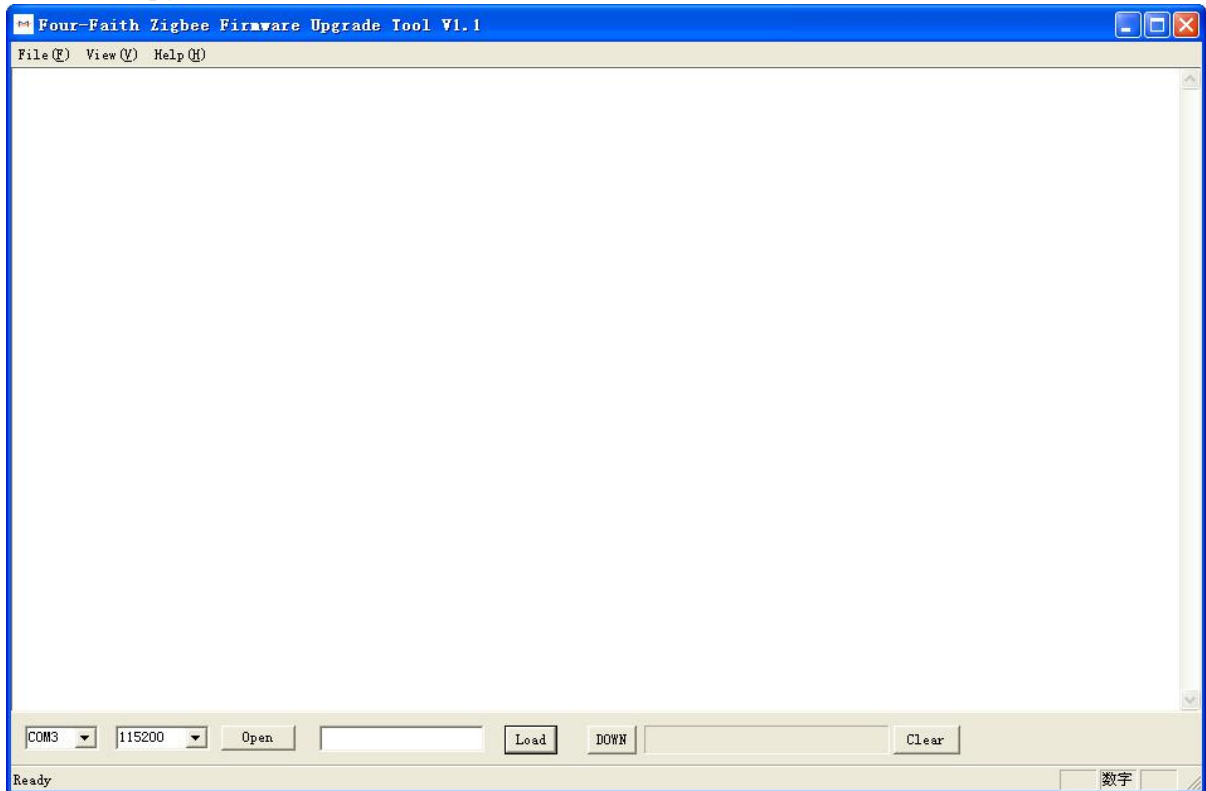 Four-Faith Zigbee Firmware Upgrade Tool V1.1
File(F) View(V) Help(H)
COM3 115200 Open Load DOWN Clear
Ready 数字